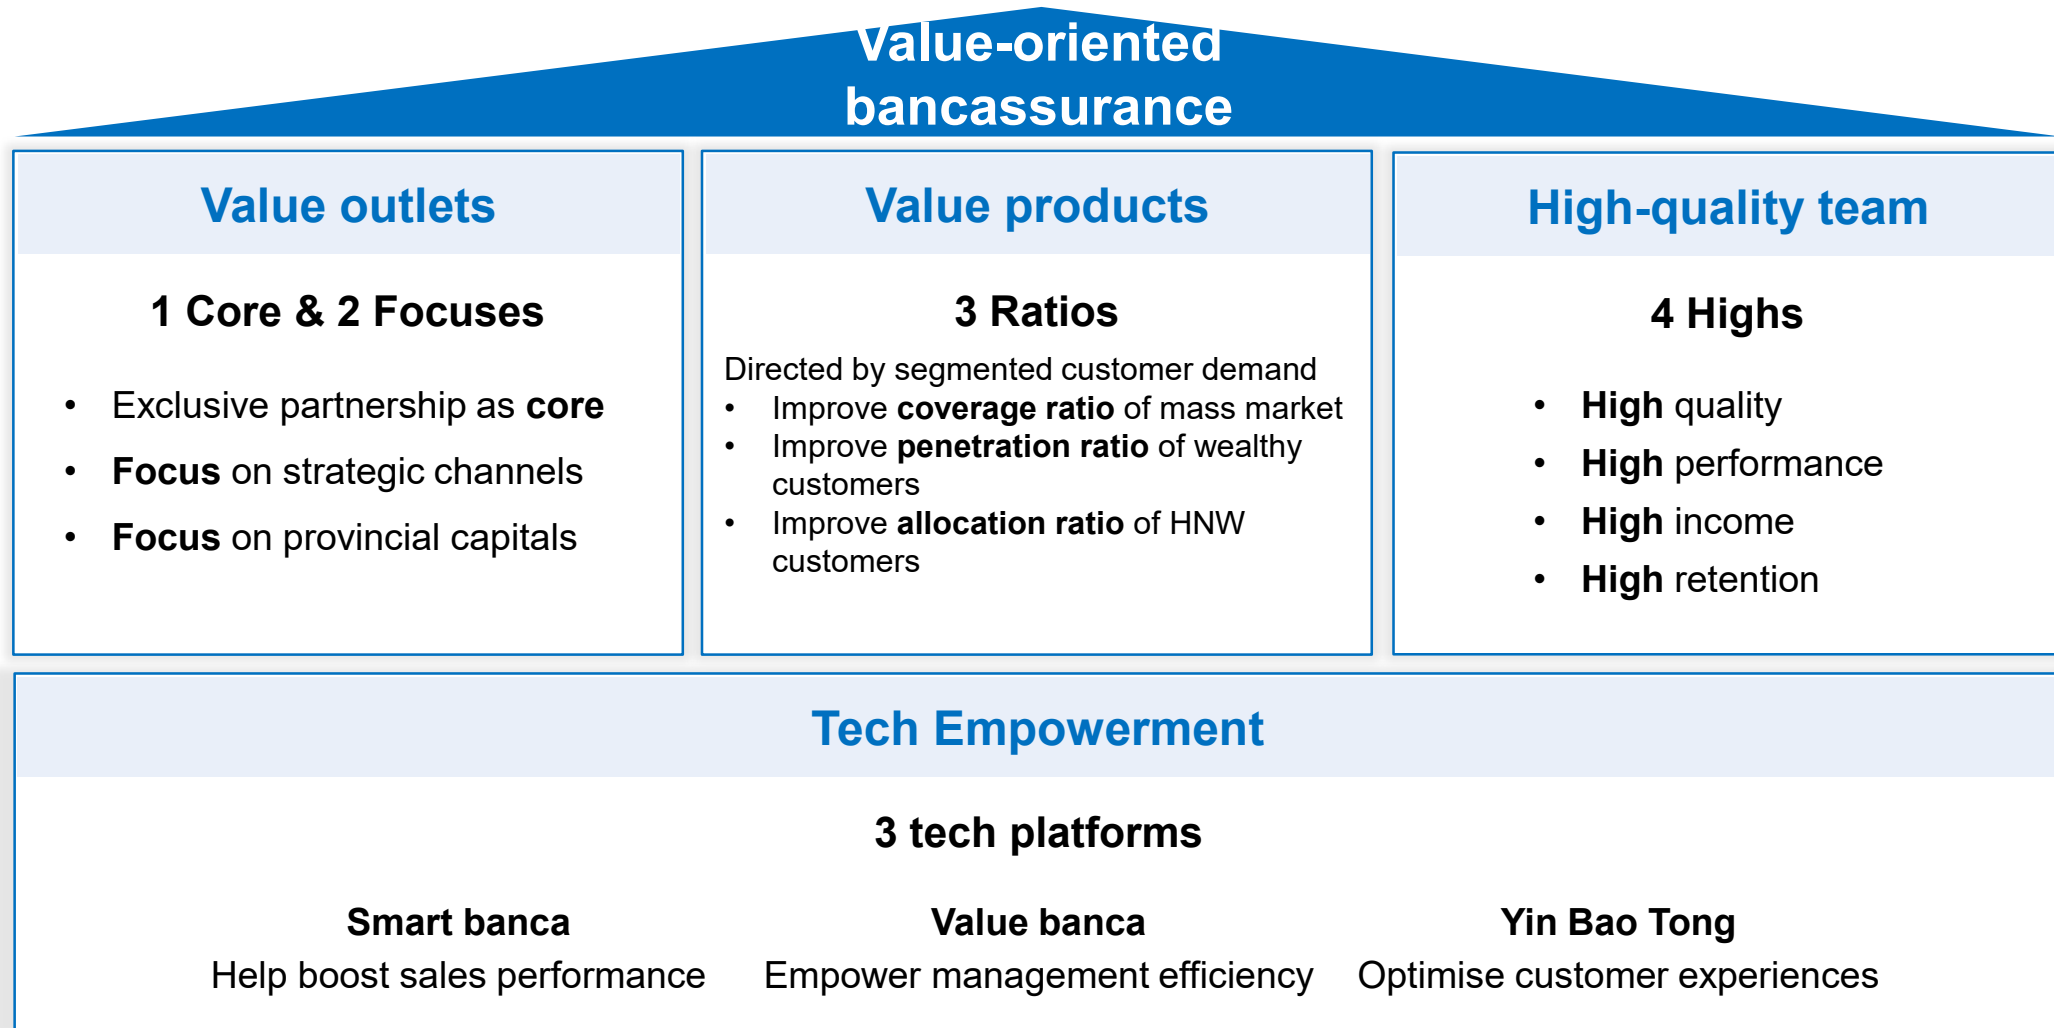 Value-oriented
bancassurance
Value outlets
1 Core & 2 Focuses
• Exclusive partnership as core
• Focus on strategic channels
• Focus on provincial capitals
Value products
3 Ratios
Directed by segmented customer demand
• Improve coverage ratio of mass market
• Improve penetration ratio of wealthy
customers
• Improve allocation ratio of HNW
customers
High-quality team
4 Highs
• High quality
• High performance
• High income
• High retention
Tech Empowerment
3 tech platforms
Smart banca
Help boost sales performance
Value banca
Empower management efficiency
Yin Bao Tong
Optimise customer experiences